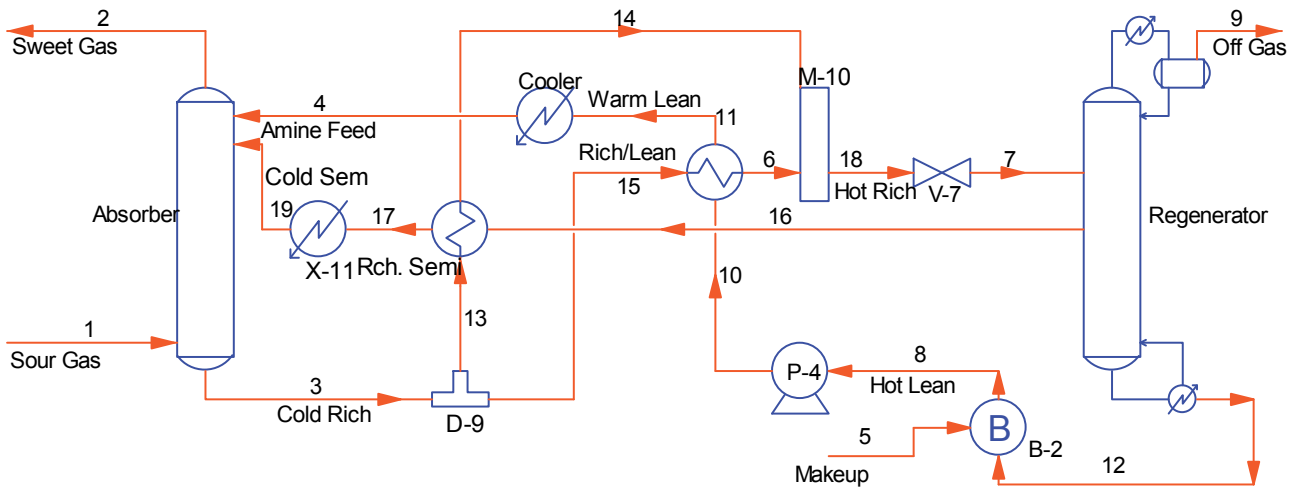 2
14
9
Sweet Gas
Off Gas
Cooler
M-10
4
Warm Lean
11
Amine Feed
Rich/Lean
6
18
7
Cold Sem
15
Hot Rich
V-7
Absorber
19
17
16
Regenerator
X-11
Rch. Semi
10
1
13
Sour Gas
P-4
8
Hot Lean
3
Cold Rich
D-9
5
B
B-2
Makeup
12